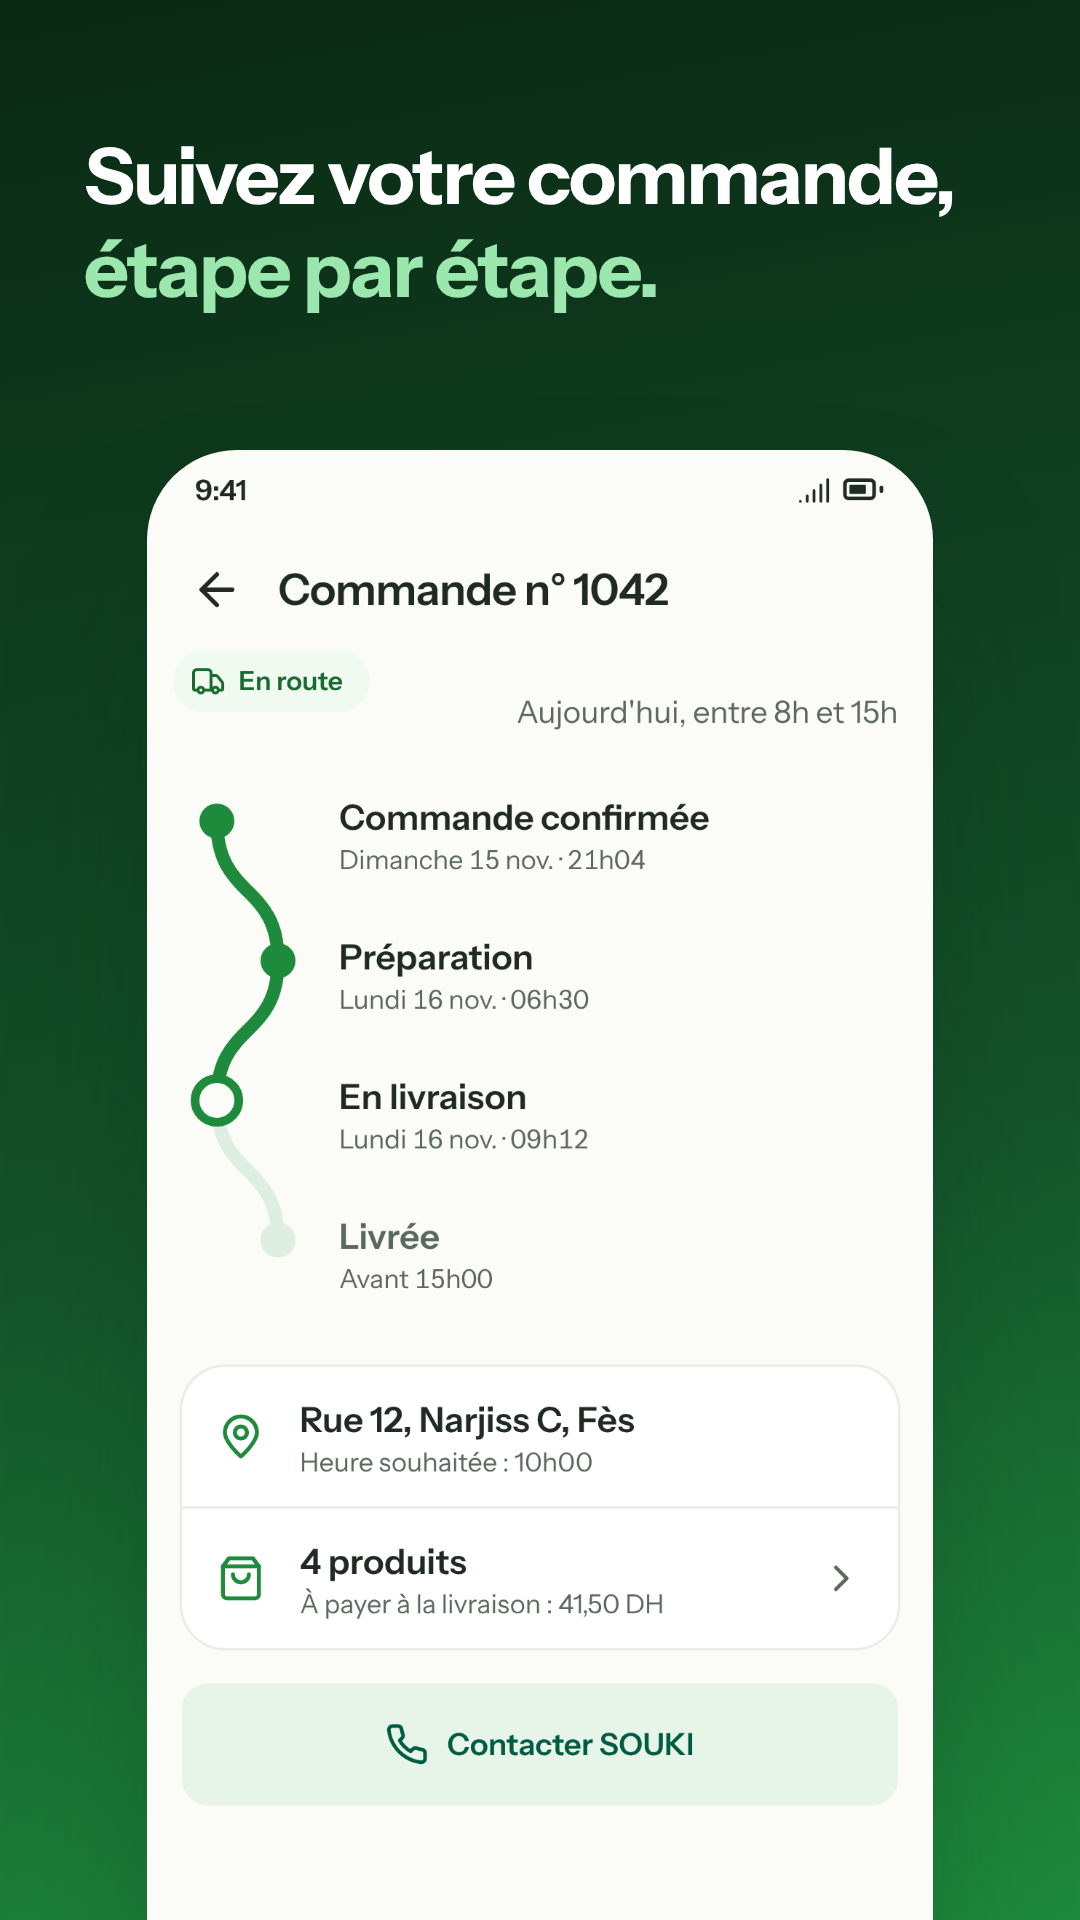 Suivez votre commande,
étape par étape.
9:41
Commande n° 1042
En route
Aujourd'hui, entre 8h et 15h
Commande confirmée
Dimanche 15 nov. · 21h04
Préparation
Lundi 16 nov. · 06h30
En livraison
Lundi 16 nov. · 09h12
Livrée
Avant 15h00
Rue 12, Narjiss C, Fès
Heure souhaitée : 10h00
4 produits
À payer à la livraison : 41,50 DH
Contacter SOUKI